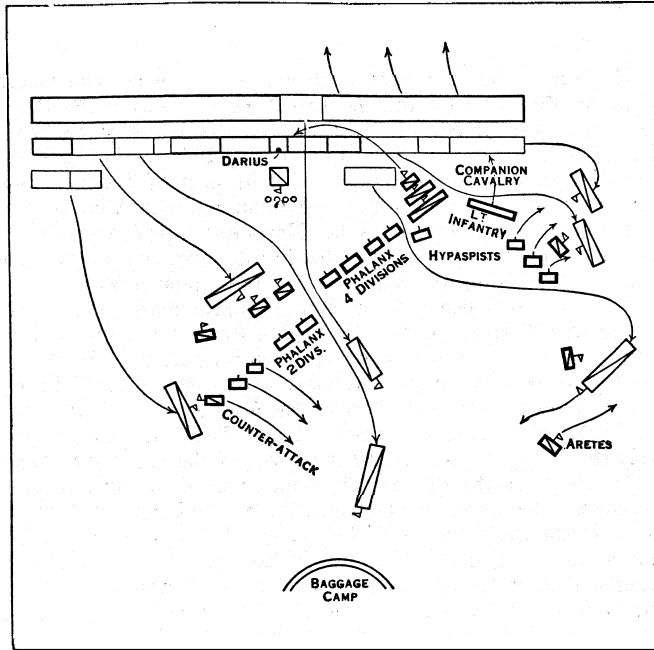 DARIUS
COMPANION
CAVALRY
LT
INFANTRY
HYPASPISTS
PHALANX
4 DIVISIONS
PHALANX
2 DIVS.
COUNTER-ATTACK
ARETES
BAGGAGE
CAMP